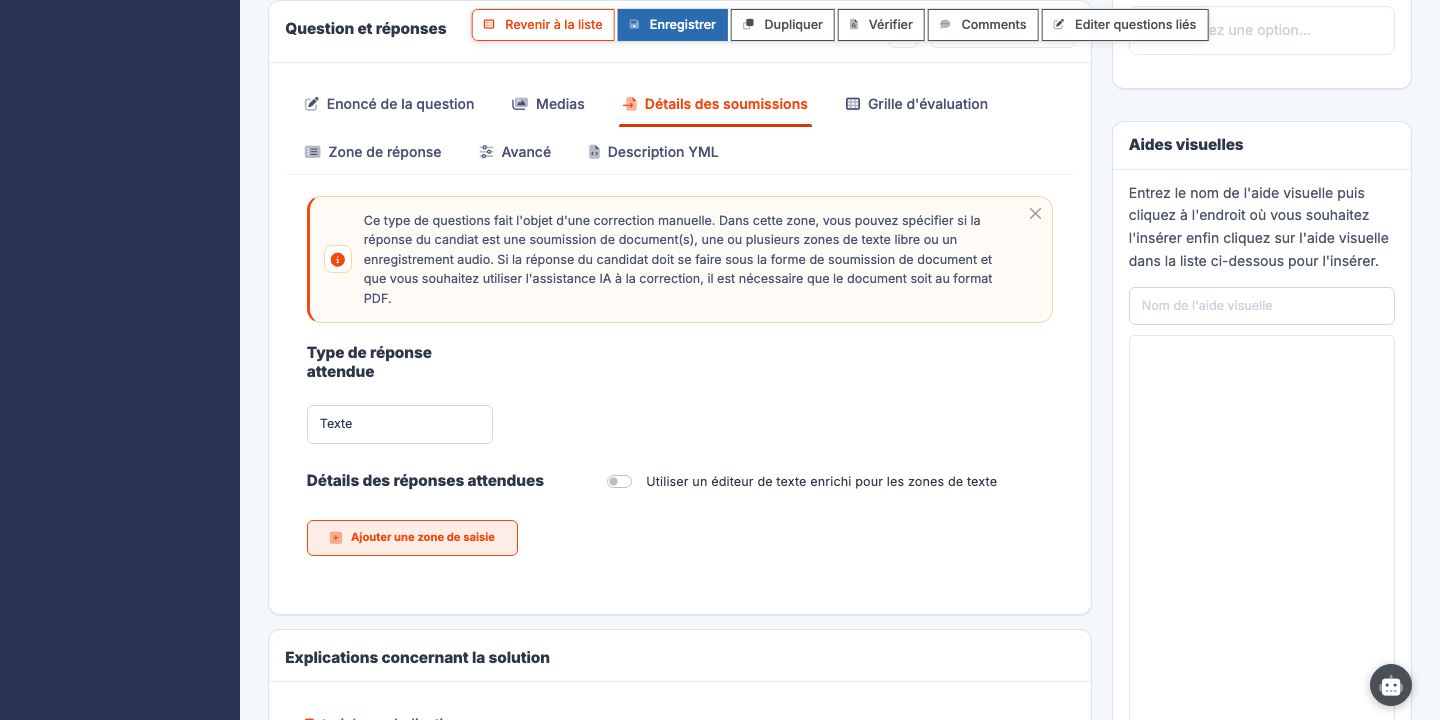 Question et réponses
Revenir à la liste
Enregistrer
Dupliquer
Vérifier
Comments
Editer questions liés
ez une option...
Enoncé de la question
Medias
Détails des soumissions
Grille d'évaluation
Zone de réponse
Avancé
Description YML
Ce type de questions fait l'objet d'une correction manuelle. Dans cette zone, vous pouvez spécifier si la
réponse du candiat est une soumission de document(s), une ou plusieurs zones de texte libre ou un
enregistrement audio. Si la réponse du candidat doit se faire sous la forme de soumission de document et
que vous souhaitez utiliser l'assistance IA à la correction, il est nécessaire que le document soit au format
PDF.
Type de réponse
attendue
Texte
Détails des réponses attendues
Utiliser un éditeur de texte enrichi pour les zones de texte
Ajouter une zone de saisie
Explications concernant la solution
Aides visuelles
Entrez le nom de l'aide visuelle puis
cliquez à l'endroit où vous souhaitez
l'insérer enfin cliquez sur l'aide visuelle
dans la liste ci-dessous pour l'insérer.
Nom de l'aide visuelle